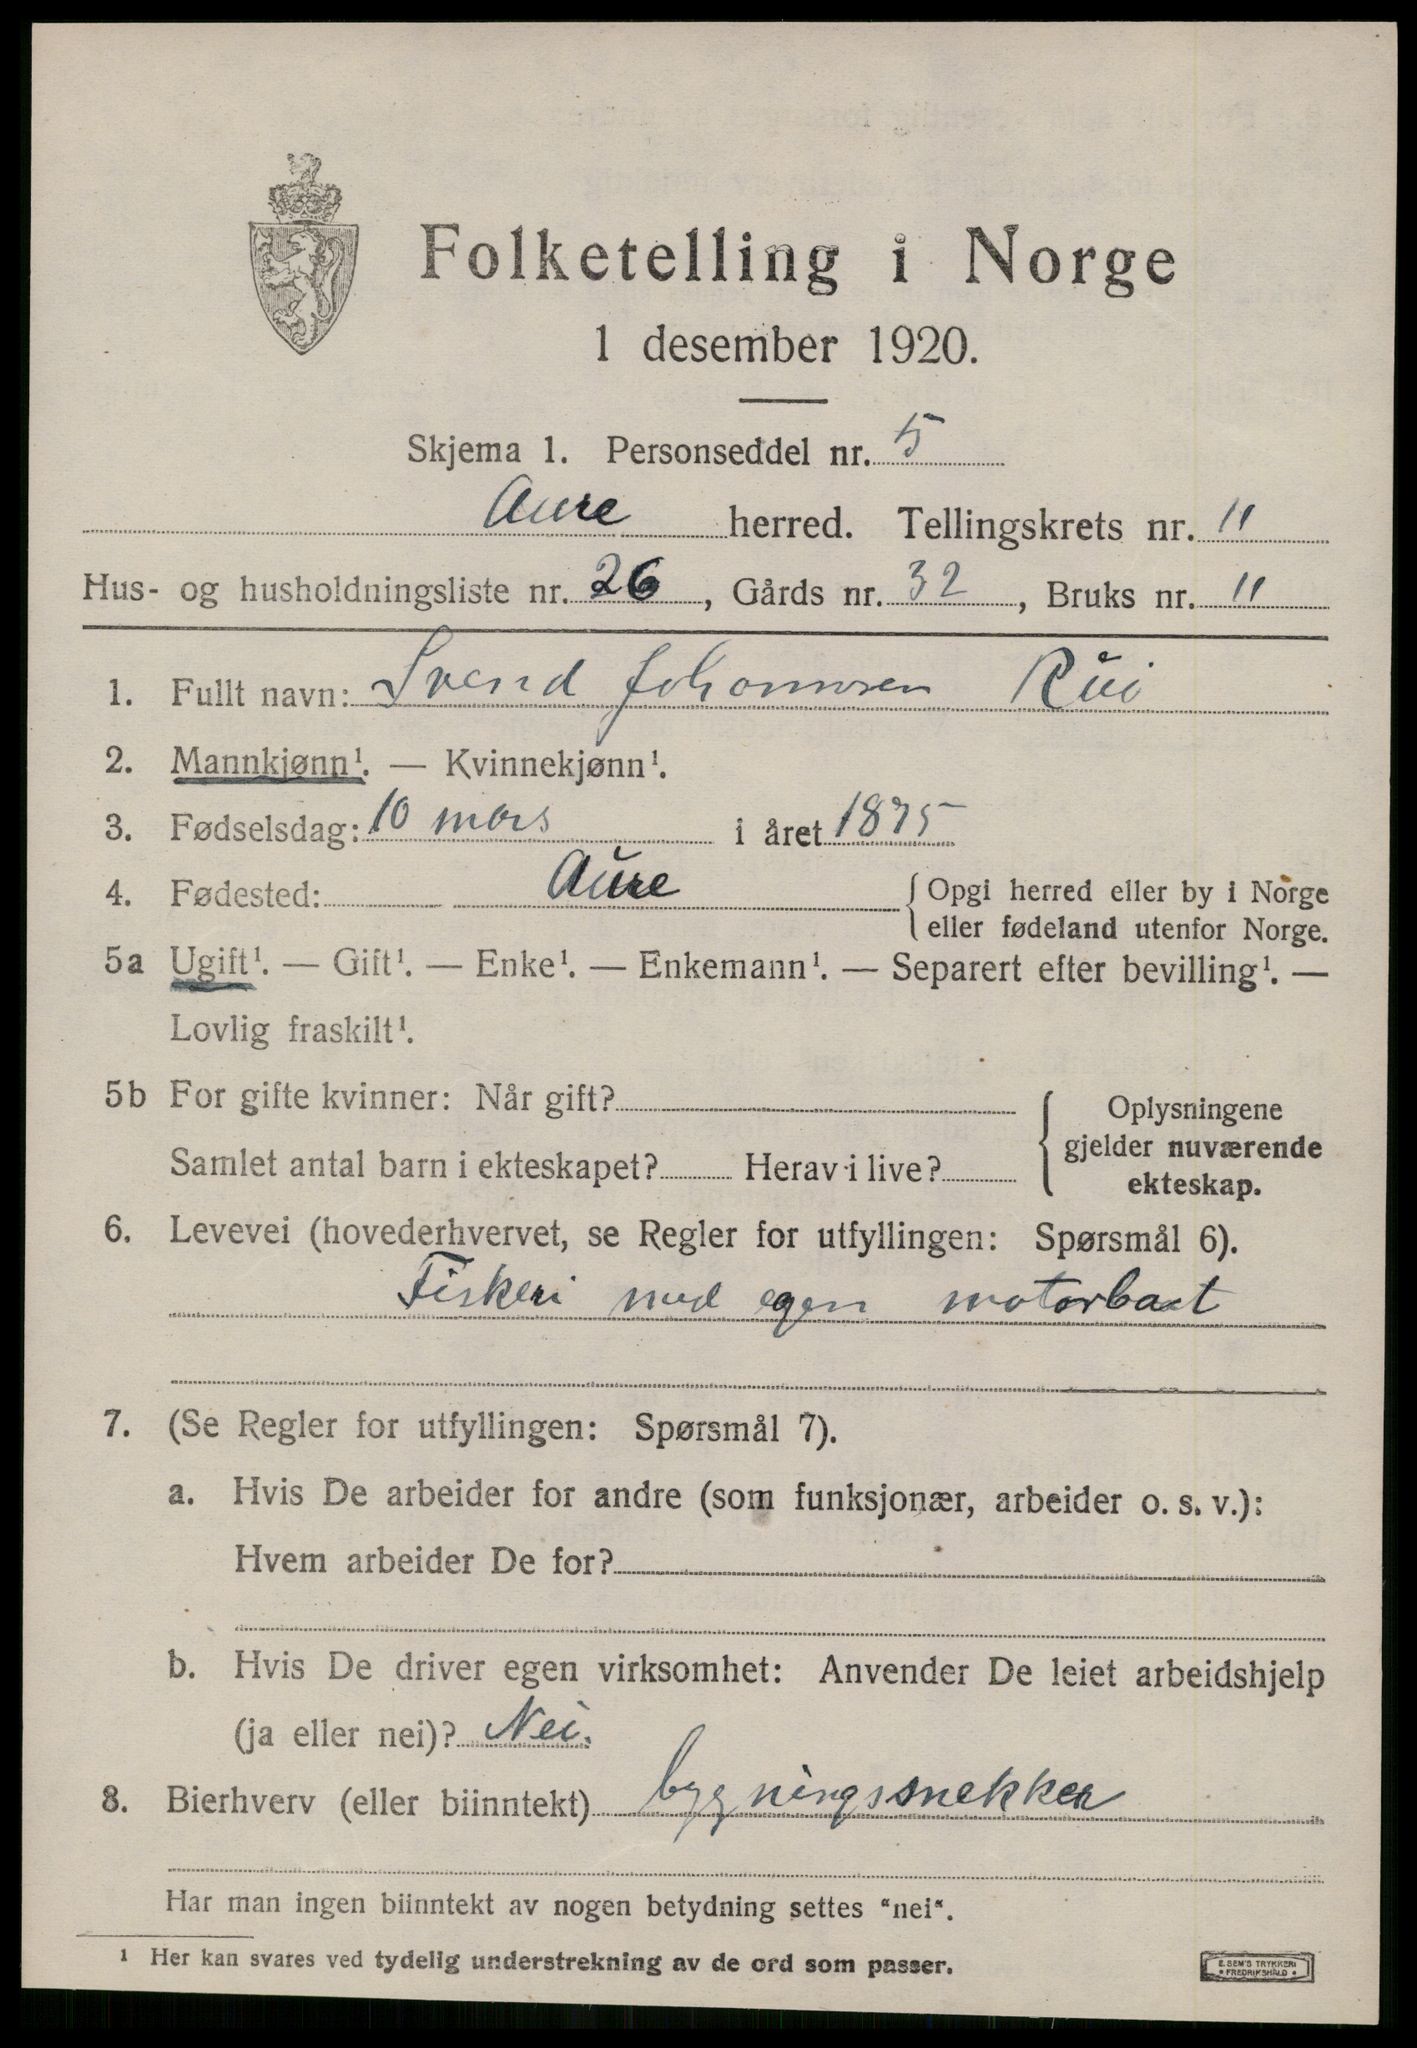 Folketelling i Norge
1 desember 1920.
Skjema 1. Personseddel nr. 5
Aure herred. Tellingskrets nr. 11
Hus- og husholdningsliste nr. 26, Gårds nr. 32, Bruks nr. 11
1. Fullt navn: Svend Johannesen
2. Mannkjønn¹. — Kvinnekjønn¹.
3. Fødselsdag: 10 mars i året 1875
4. Fødested: Aure { Opgi herred eller by i Norge
eller fødeland utenfor Norge.
5a Ugift¹. — Gift¹. — Enke¹. — Enkemann¹. — Separert efter bevilling¹. —
Lovlig fraskilt¹.
5b For gifte kvinner: Når gift? { Oplysningene
gjelder nuværende
Samlet antal barn i ekteskapet? Herav i live?
ekteskap.
6. Levevei (hovederhvervet, se Regler for utfyllingen: Spørsmål 6).
Fiskeri med egen motorbaat
7. (Se Regler for utfyllingen: Spørsmål 7).
a. Hvis De arbeider for andre (som funksjonær, arbeider o. s. v.):
Hvem arbeider De for?
b. Hvis De driver egen virksomhet: Anvender De leiet arbeidshjelp
(ja eller nei)? Nei.
8. Bierhverv (eller biinntekt) bygningssnekker
Har man ingen biinntekt av nogen betydning settes "nei".
¹ Her kan svares ved tydelig understrekning av de ord som passer.
E. SEM'S TRYKKERI
• FREDRIKSHALD •